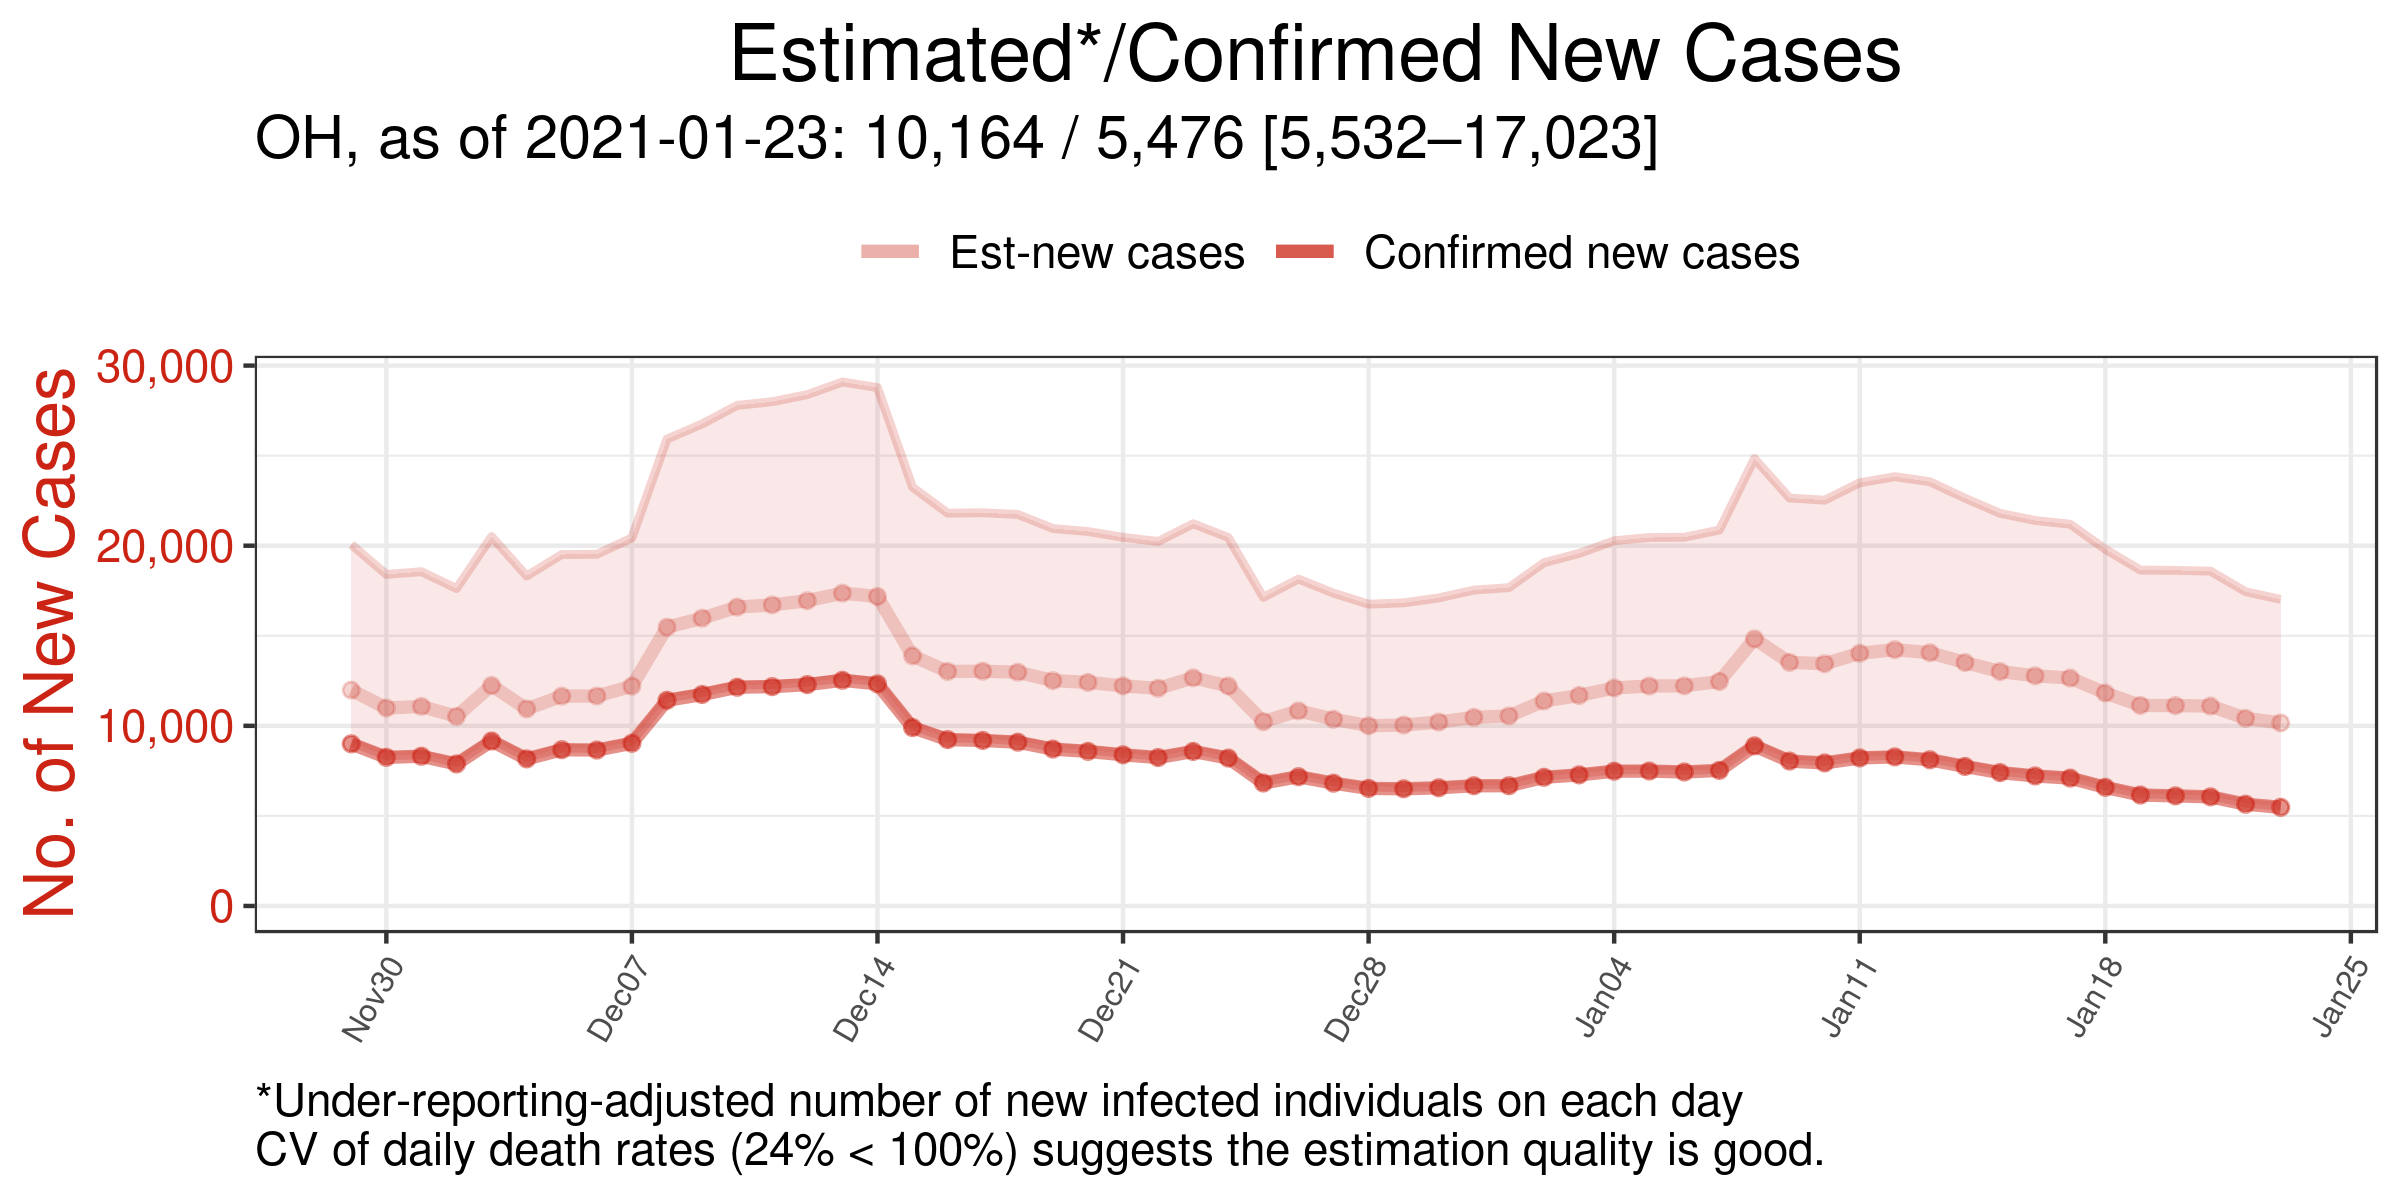 Estimated*/Confirmed New Cases
OH, as of 2021-01-23: 10,164 / 5,476 [5,532–17,023]
Est-new cases
Confirmed new cases
No. of New Cases
30,000
20,000
10,000
0
Nov30
Dec07
Dec14
Dec21
Dec28
Jan04
Jan11
Jan18
Jan25
*Under-reporting-adjusted number of new infected individuals on each day
CV of daily death rates (24% < 100%) suggests the estimation quality is good.